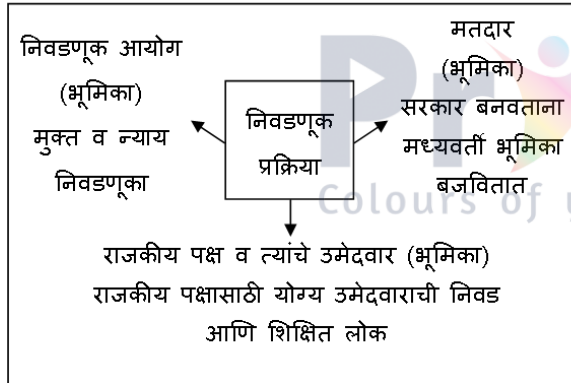 निवडणूक आयोग
(भूमिका)
मुक्त व न्याय
निवडणूका
निवडणूक
प्रक्रिया
मतदार
(भूमिका)
सरकार बनवताना
मध्यवर्ती भूमिका
बजवितात
राजकीय पक्ष व त्यांचे उमेदवार (भूमिका)
राजकीय पक्षासाठी योग्य उमेदवाराची निवड
आणि शिक्षित लोक
Colours of y